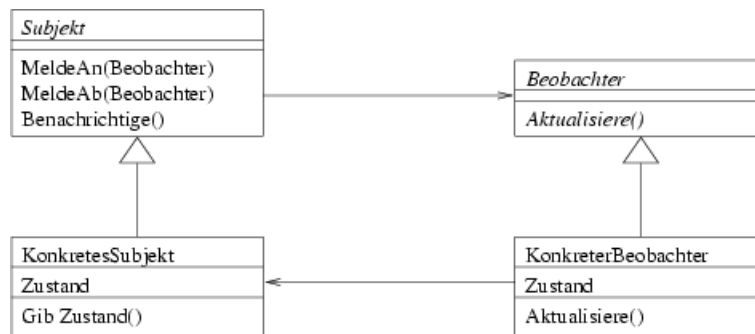 Subjekt
MeldeAn(Beobachter)
MeldeAb(Beobachter)
Benachrichtige()
Beobachter
Aktualisiere()
KonkretesSubjekt
Zustand
Gib Zustand()
KonkreterBeobachter
Zustand
Aktualisiere()